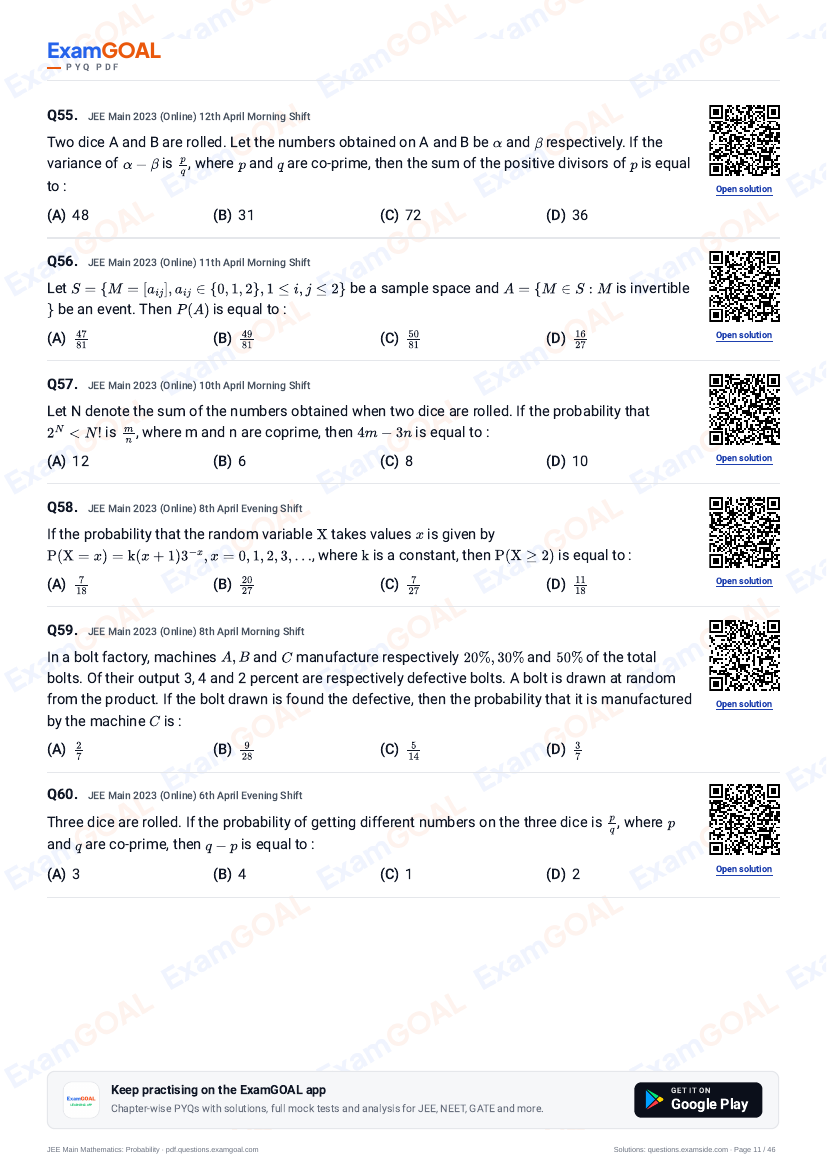 ExamGOAL
PYQ PDF
Q55. JEE Main 2023 (Online) 12th April Morning Shift
Two dice A and B are rolled. Let the numbers obtained on A and B be α and β respectively. If the
variance of α − β is p/q, where p and q are co-prime, then the sum of the positive divisors of p is equal
to :
(A) 48 (B) 31 (C) 72 (D) 36
Open solution
Q56. JEE Main 2023 (Online) 11th April Morning Shift
Let S = {M = [a_{ij}], a_{ij} ∈ {0, 1, 2}, 1 ≤ i, j ≤ 2} be a sample space and A = {M ∈ S : M is invertible
} be an event. Then P(A) is equal to :
(A) 47/81 (B) 49/81 (C) 50/81 (D) 16/27
Open solution
Q57. JEE Main 2023 (Online) 10th April Morning Shift
Let N denote the sum of the numbers obtained when two dice are rolled. If the probability that
2^N < N! is m/n, where m and n are coprime, then 4m − 3n is equal to :
(A) 12 (B) 6 (C) 8 (D) 10
Open solution
Q58. JEE Main 2023 (Online) 8th April Evening Shift
If the probability that the random variable X takes values x is given by
P(X = x) = k(x + 1)3^{−x}, x = 0, 1, 2, 3, . . ., where k is a constant, then P(X ≥ 2) is equal to :
(A) 7/18 (B) 20/27 (C) 7/27 (D) 11/18
Open solution
Q59. JEE Main 2023 (Online) 8th April Morning Shift
In a bolt factory, machines A, B and C manufacture respectively 20%, 30% and 50% of the total
bolts. Of their output 3, 4 and 2 percent are respectively defective bolts. A bolt is drawn at random
from the product. If the bolt drawn is found the defective, then the probability that it is manufactured
by the machine C is :
(A) 2/7 (B) 9/28 (C) 5/14 (D) 3/7
Open solution
Q60. JEE Main 2023 (Online) 6th April Evening Shift
Three dice are rolled. If the probability of getting different numbers on the three dice is p/q, where p
and q are co-prime, then q − p is equal to :
(A) 3 (B) 4 (C) 1 (D) 2
Open solution
ExamGOAL
Keep practising on the ExamGOAL app
Chapter-wise PYQs with solutions, full mock tests and analysis for JEE, NEET, GATE and more.
GET IT ON
Google Play
JEE Main Mathematics: Probability · pdf.questions.examgoal.com
Solutions: questions.examside.com · Page 11 / 46